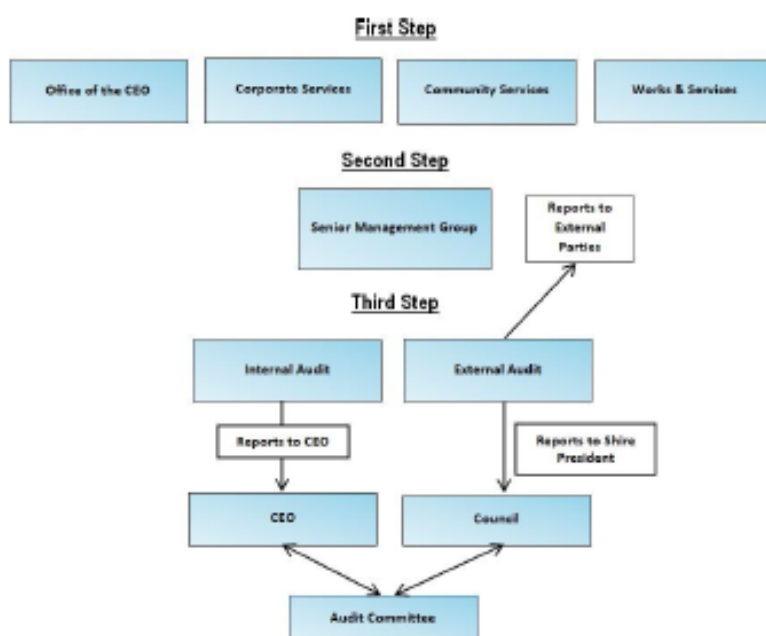 First Step
Office of the CEO
Corporate Services
Community Services
Works & Services
Second Step
Senior Management Group
Reports to
External
Parties
Third Step
Internal Audit
External Audit
Reports to CEO
Reports to Shire
President
CEO
Council
Audit Committee